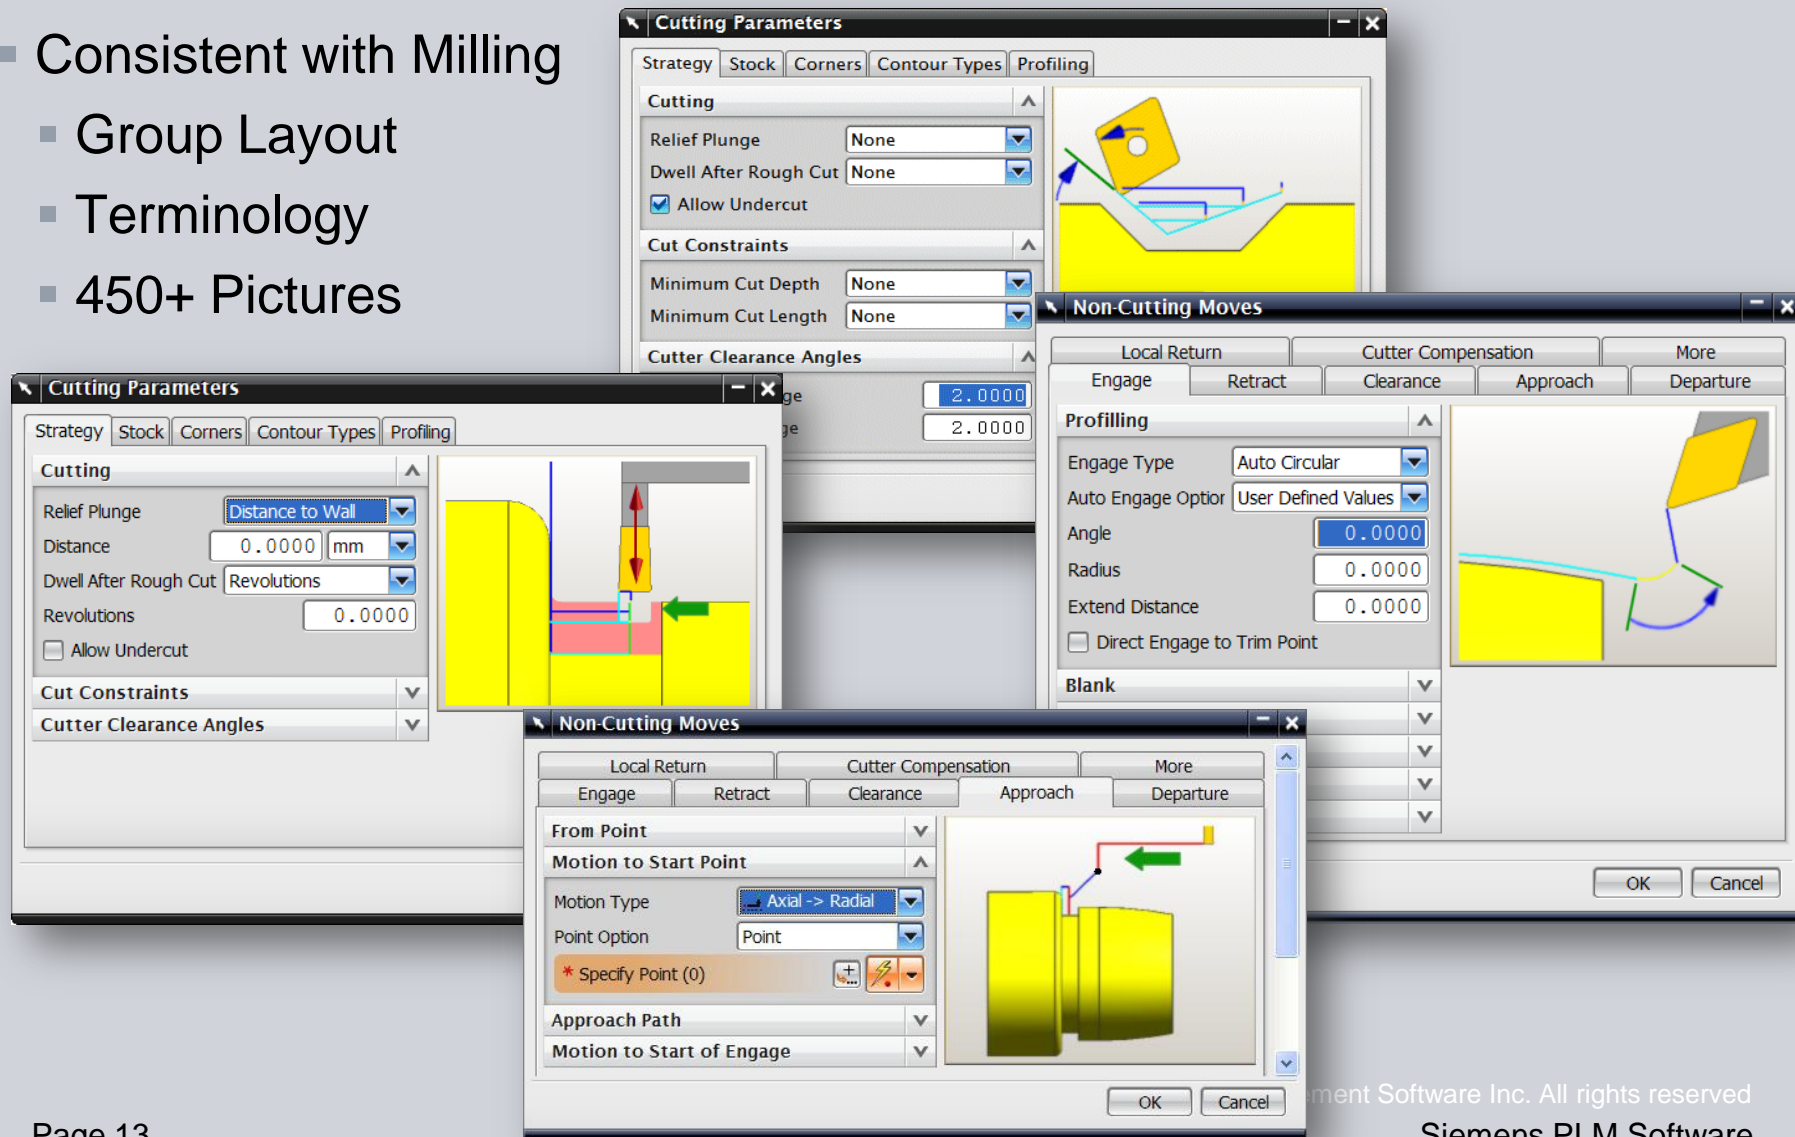 Consistent with Milling
Group Layout
Terminology
450+ Pictures
Cutting Parameters
Strategy Stock Corners Contour Types Profiling
Cutting
Relief Plunge None
Dwell After Rough Cut None
Allow Undercut
Cut Constraints
Minimum Cut Depth None
Minimum Cut Length None
Cutter Clearance Angles
2.0000
2.0000
Non-Cutting Moves
Local Return Cutter Compensation More
Engage Retract Clearance Approach Departure
Profilling
Engage Type Auto Circular
Auto Engage Option User Defined Values
Angle 0.0000
Radius 0.0000
Extend Distance 0.0000
Direct Engage to Trim Point
Blank
OK Cancel
Cutting Parameters
Strategy Stock Corners Contour Types Profiling
Cutting
Relief Plunge Distance to Wall
Distance 0.0000 mm
Dwell After Rough Cut Revolutions
Revolutions 0.0000
Allow Undercut
Cut Constraints
Cutter Clearance Angles
Non-Cutting Moves
Local Return Cutter Compensation More
Engage Retract Clearance Approach Departure
From Point
Motion to Start Point
Motion Type Axial -> Radial
Point Option Point
* Specify Point (0)
Approach Path
Motion to Start of Engage
OK Cancel
Software Inc. All rights reserved
Page 13
Siemens PLM Software